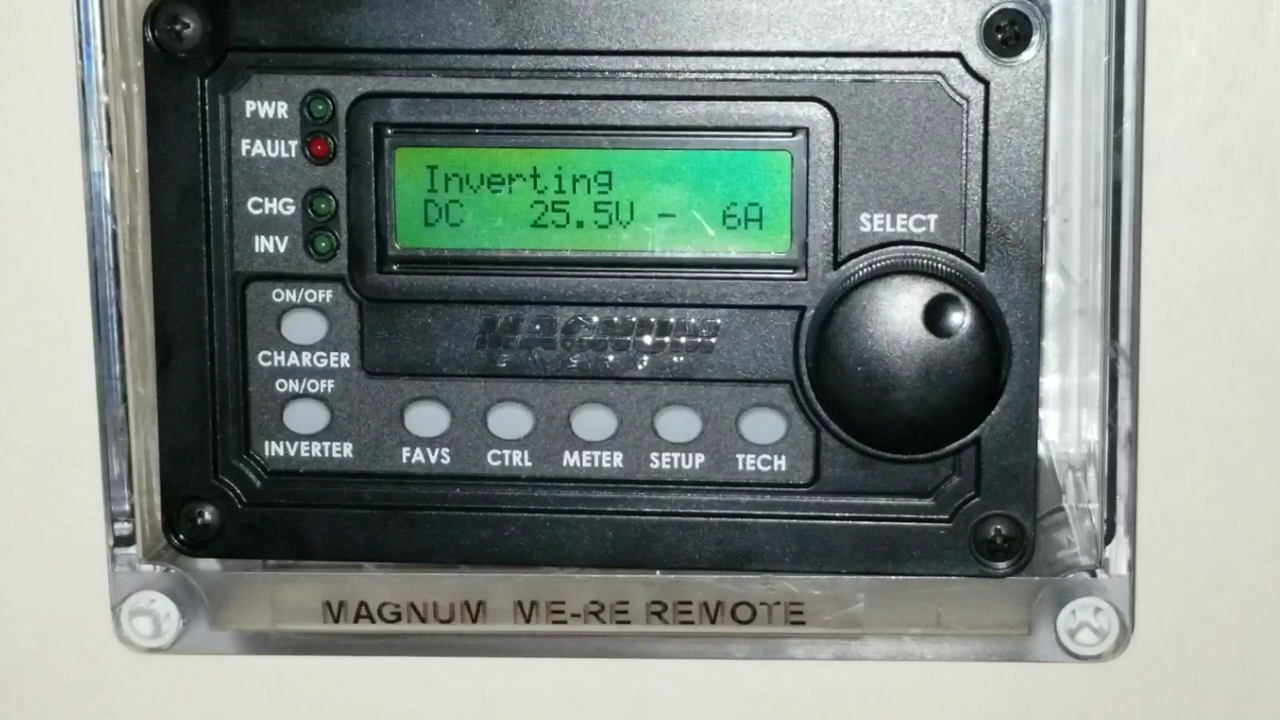 PWR
FAULT
CHG
INV
Inverting
DC 25.5V - 6A
SELECT
ON/OFF
CHARGER
ON/OFF
INVERTER
MAGNUM
FAVS
CTRL
METER
SETUP
TECH
MAGNUM ME-RE REMOTE